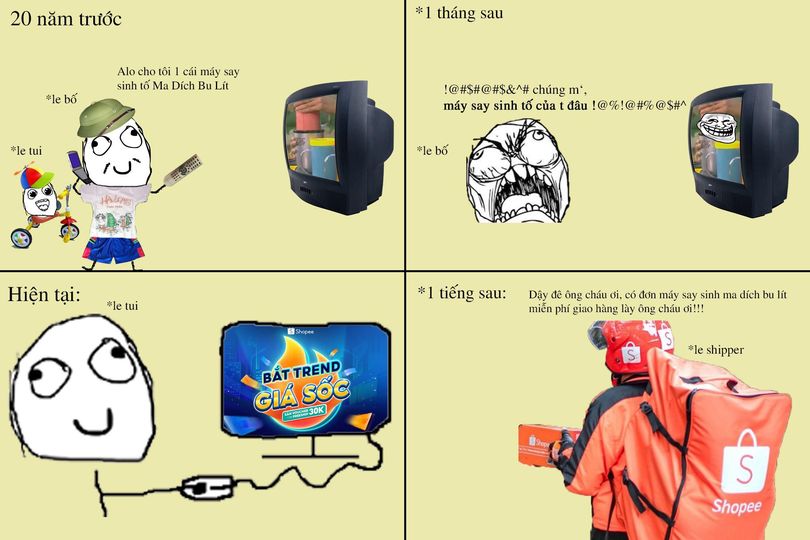 20 năm trước
Alo cho tôi 1 cái máy say
sinh tố Ma Dích Bu Lít
*le bố
*le tui
*1 tháng sau
!@#$#@#$&^# chúng m‘,
máy say sinh tố của t đâu !@%!@#%@$#^
*le bố
Hiện tại:
*le tui
Shopee
BẮT TREND
GIÁ SỐC
30K
*1 tiếng sau:
Dậy đê ông cháu ơi, có đơn máy say sinh ma dích bu lít
miễn phí giao hàng lày ông cháu ơi!!!
*le shipper
Shopee
Shopee